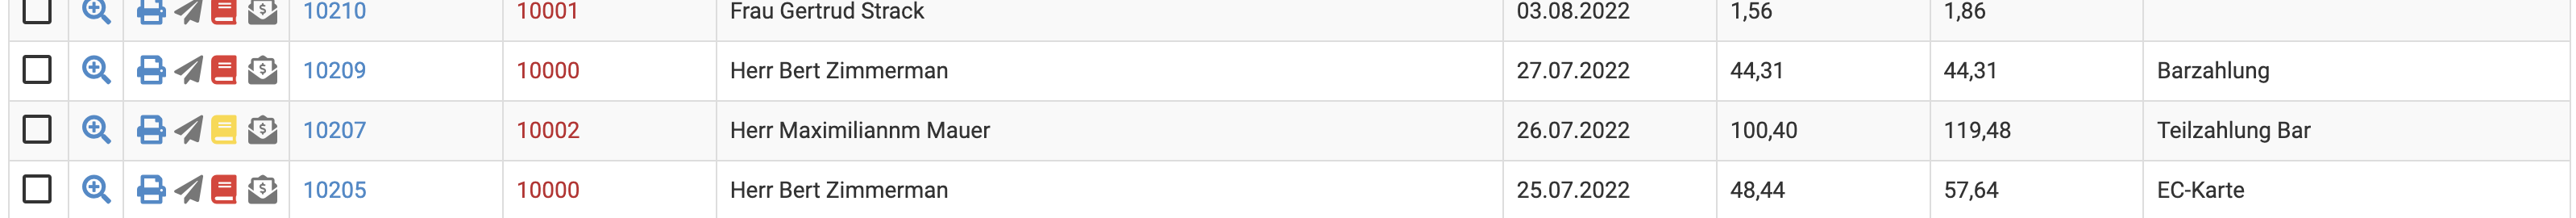 10210 10001 Frau Gertrud Strack 03.08.2022 1,56 1,86
10209 10000 Herr Bert Zimmerman 27.07.2022 44,31 44,31 Barzahlung
10207 10002 Herr Maximiliannm Mauer 26.07.2022 100,40 119,48 Teilzahlung Bar
10205 10000 Herr Bert Zimmerman 25.07.2022 48,44 57,64 EC-Karte